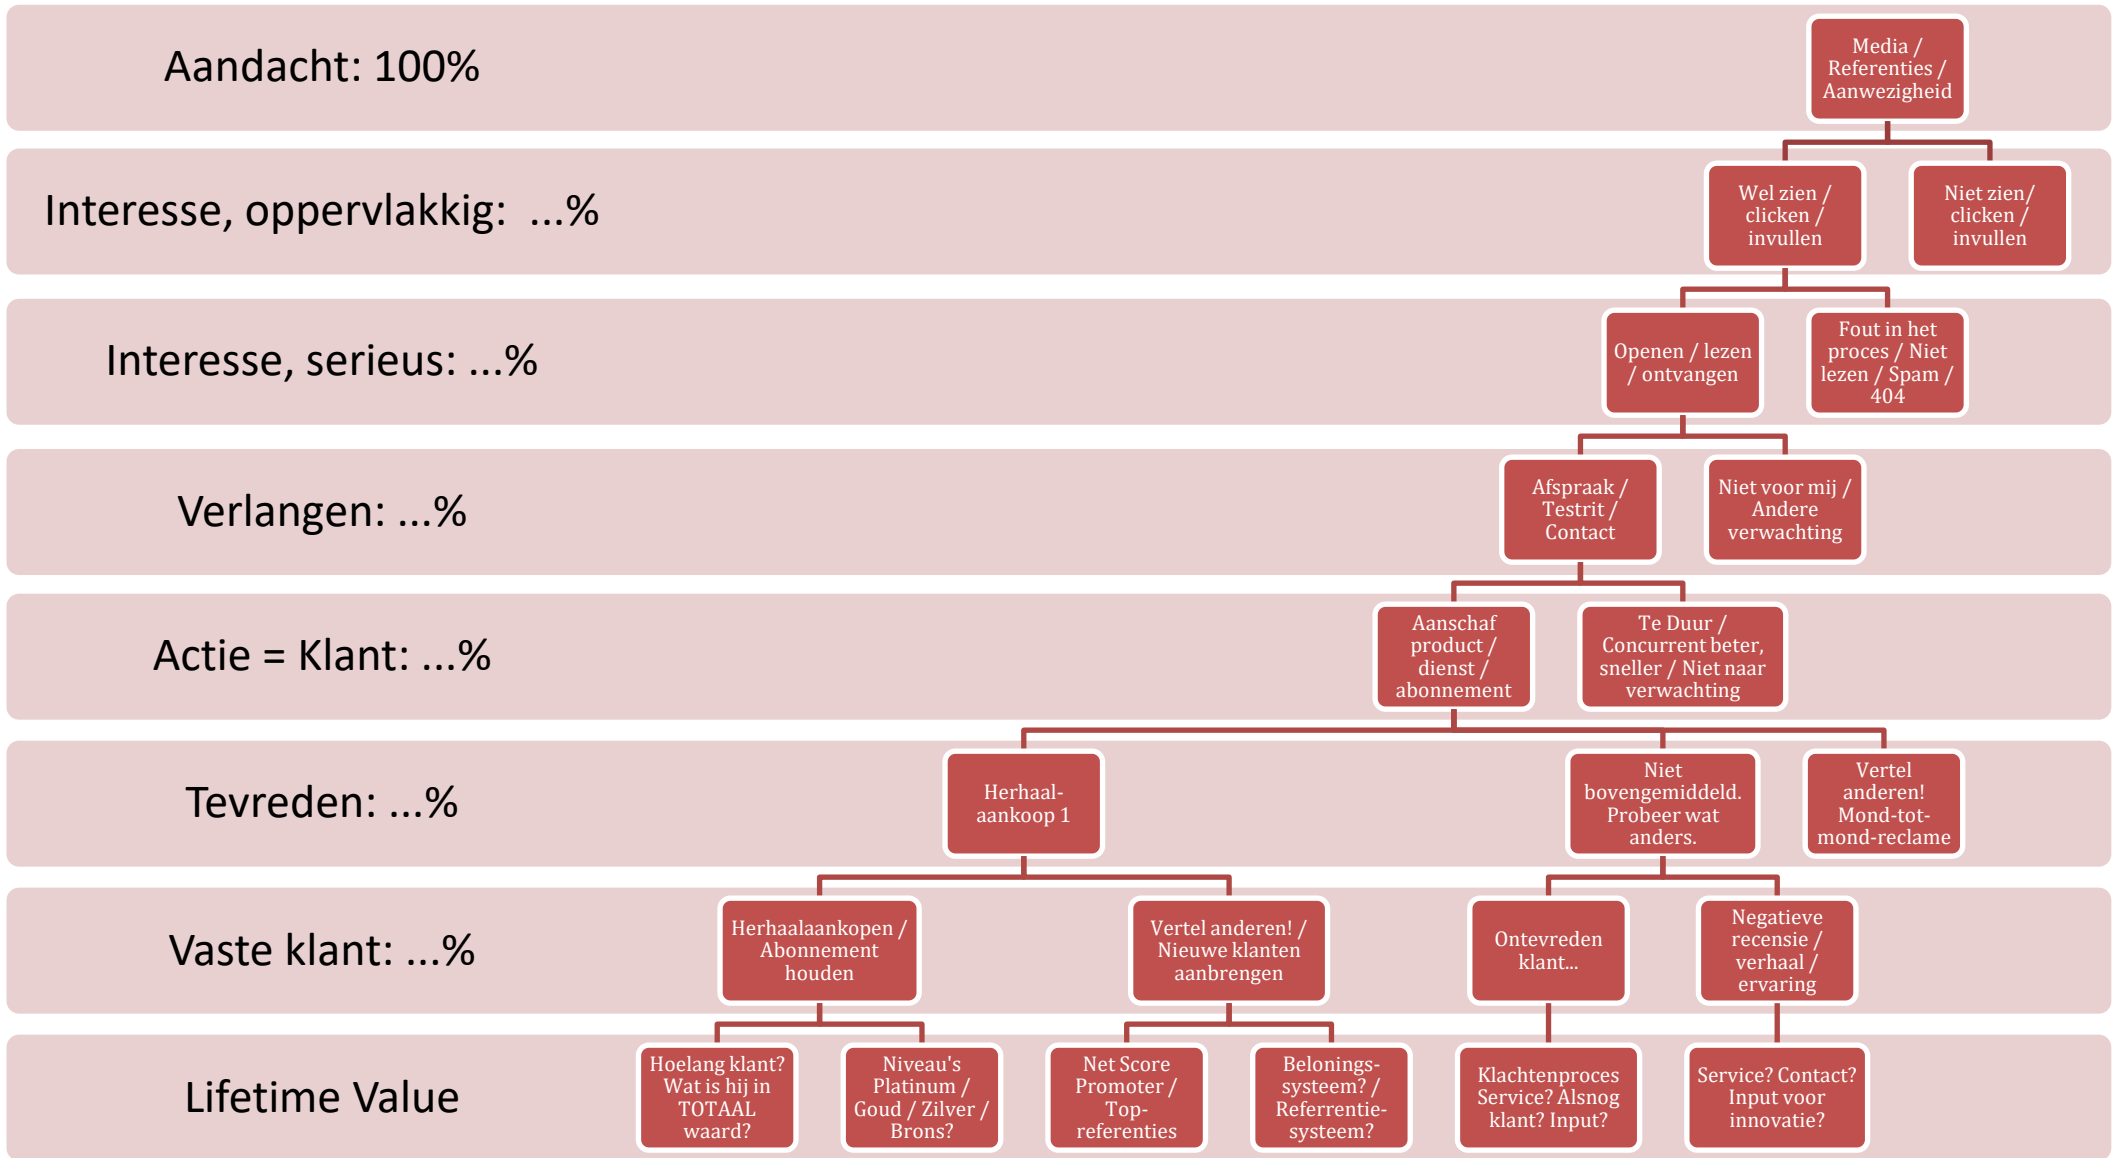 Aandacht: 100%
Media /
Referenties /
Aanwezigheid
Interesse, oppervlakkig:  ...%
Wel zien /
clicken /
invullen
Niet zien/
clicken /
invullen
Interesse, serieus: ...%
Openen / lezen
/ ontvangen
Fout in het
proces / Niet
lezen / Spam /
404
Verlangen: ...%
Afspraak /
Testrit /
Contact
Niet voor mij /
Andere
verwachting
Actie = Klant: ...%
Aanschaf
product /
dienst /
abonnement
Te Duur /
Concurrent beter,
sneller / Niet naar
verwachting
Tevreden: ...%
Herhaal-
aankoop 1
Niet
bovengemiddeld.
Probeer wat
anders.
Vertel
anderen!
Mond-tot-
mond-reclame
Vaste klant: ...%
Herhaalaankopen /
Abonnement
houden
Vertel anderen! /
Nieuwe klanten
aanbrengen
Ontevreden
klant...
Negatieve
recensie /
verhaal /
ervaring
Lifetime Value
Hoelang klant?
Wat is hij in
TOTAAL
waard?
Niveau's
Platinum /
Goud / Zilver /
Brons?
Net Score
Promoter /
Top-
referenties
Belonings-
systeem? /
Referrentie-
systeem?
Klachtenproces
Service? Alsnog
klant? Input?
Service? Contact?
Input voor
innovatie?